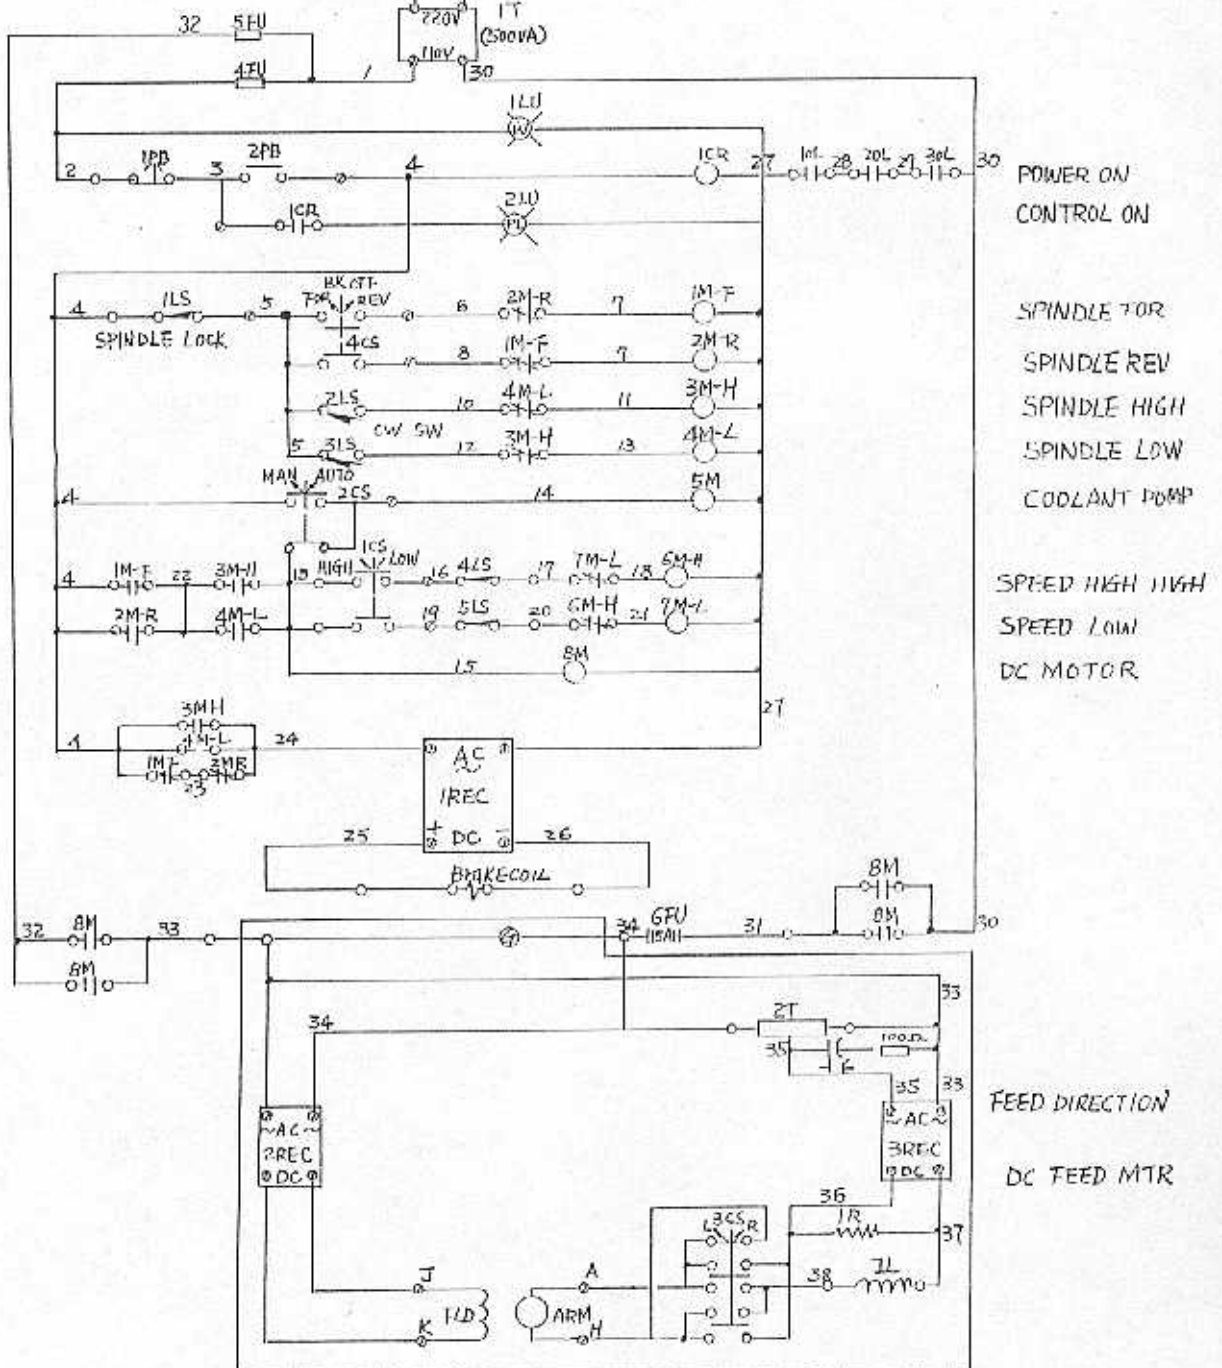 32 5FU 220V 1T
(500VA)
4FU 1 110V 30
1LU
2 1PB 3 2PB 4 1CR 27 1M 28 2OL 29 3OL 30 POWER ON
1CR 2LU CONTROL ON
BK OFF
4 1LS 5 FOR REV 6 2M-R 7 1M-F SPINDLE FOR
SPINDLE LOCK
4CS 8 1M-F 9 2M-R SPINDLE REV
2LS 10 4M-L 11 3M-H SPINDLE HIGH
CW SW
5 3LS 12 3M-H 13 4M-L SPINDLE LOW
MAN AUTO
4 2CS 14 5M COOLANT PUMP
1CS
4 1M-F 22 3M-H 15 HIGH LOW 16 4LS 17 7M-L 18 6M-H SPEED HIGH HIGH
2M-R 4M-L 19 5LS 20 6M-H 21 7M-L SPEED LOW
15 8M DC MOTOR
27
3MH
4 4M-L 24 AC
1MF 23 2MR
1REC
25 + DC - 26
BRAKE COIL
8M
32 8M 33 34 6FU (15A) 31 8M 30
8M
33
34 2T
35 100Ω
35 33
AC AC FEED DIRECTION
2REC 3REC
DC DC DC FEED MTR
36
L 3CS R 1R 37
J A 38 1L
FLD ARM
K H